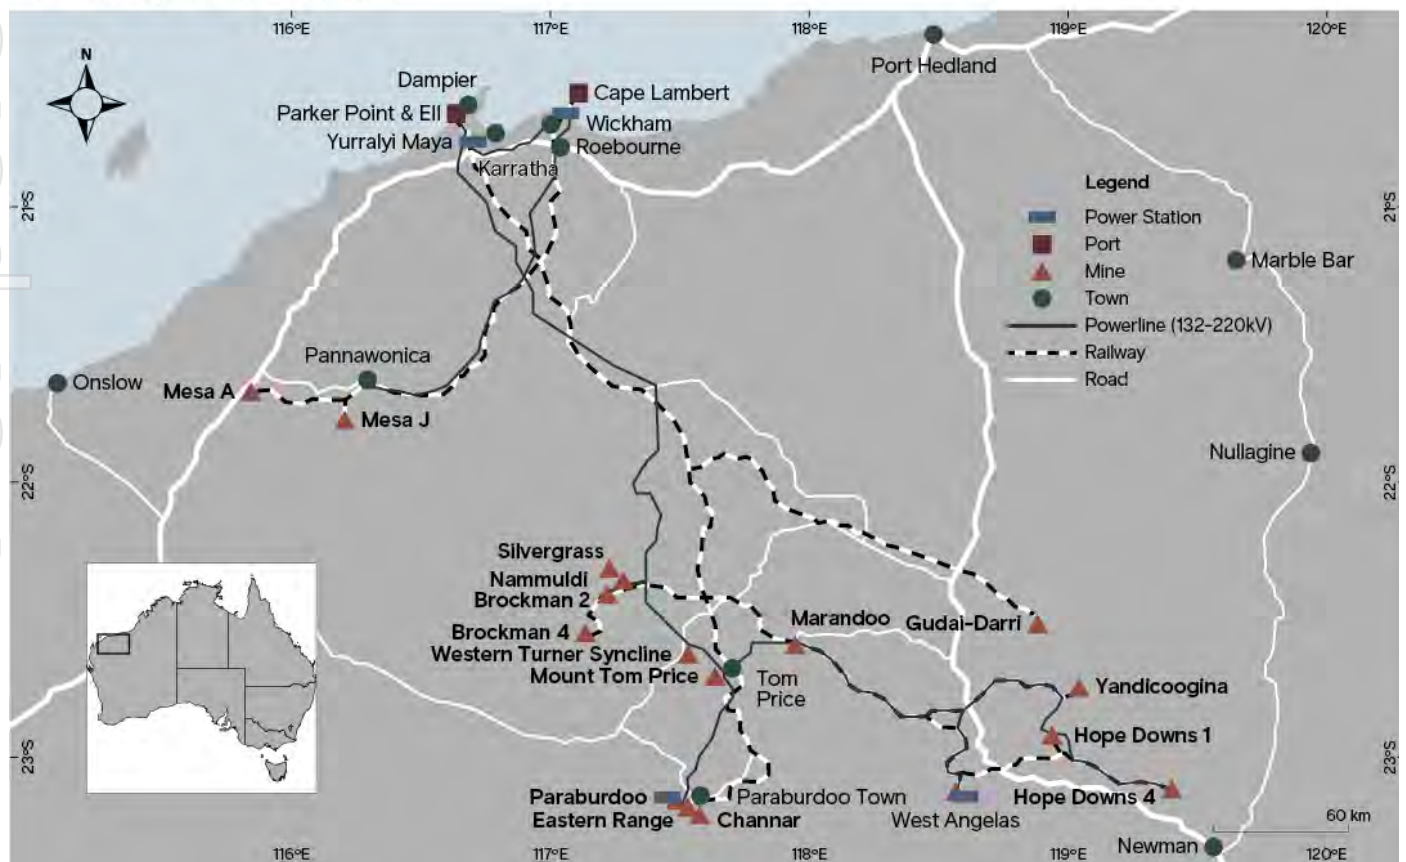 116°E
117°E
118°E
119°E
120°E
N
Dampier
Port Hedland
Parker Point & EII
Cape Lambert
Yurralyi Maya
Wickham
Karratha
Roebourne
Legend
Power Station
Port
Mine
Town
Powerline (132-220kV)
Railway
Road
21°S
21°S
Marble Bar
Pannawonica
Onslow
Mesa A
Mesa J
Nullagine
22°S
22°S
Silvergrass
Nammuldi
Brockman 2
Brockman 4
Western Turner Syncline
Mount Tom Price
Marandoo
Gudai-Darri
Tom
Price
Yandicoogina
Hope Downs 1
23°S
23°S
Paraburdoo
Paraburdoo Town
Eastern Range
Channar
West Angelas
Hope Downs 4
60 km
Newman
116°E
117°E
118°E
119°E
120°E